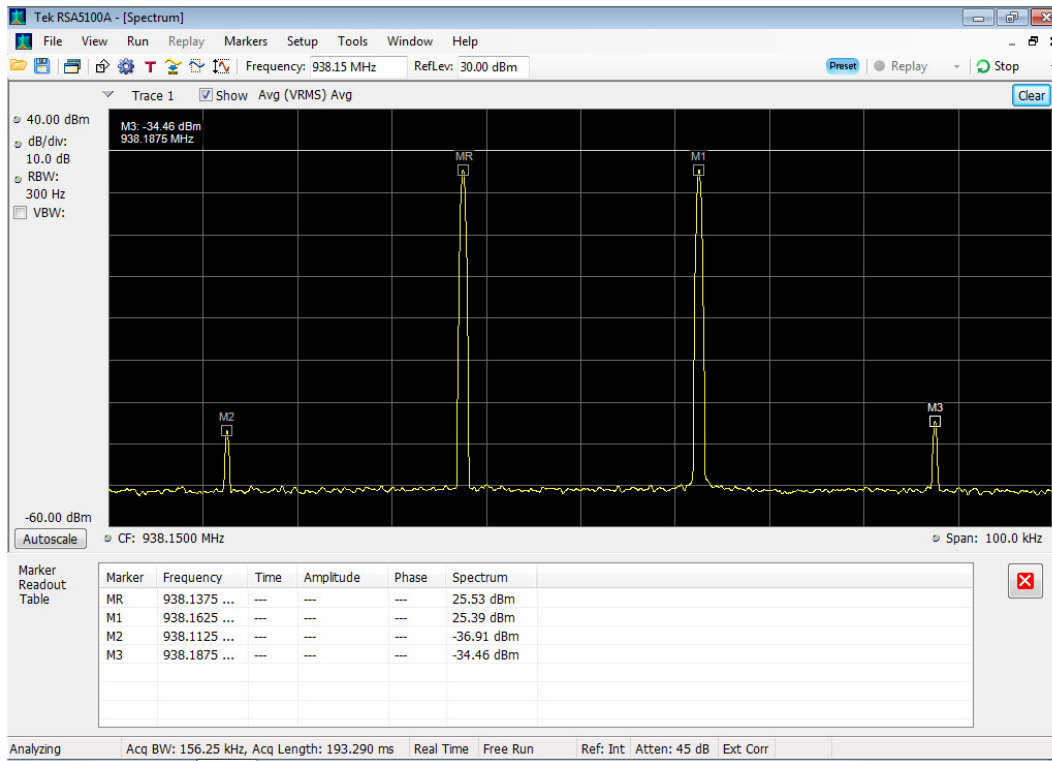 Tek RSA5100A - [Spectrum]
File View Run Replay Markers Setup Tools Window Help
T Frequency: 938.15 MHz RefLev: 30.00 dBm Preset Replay Stop
Trace 1 Show Avg (VRMS) Avg Clear
40.00 dBm
dB/div:
10.0 dB
RBW:
300 Hz
VBW:
M3: -34.46 dBm
938.1875 MHz
MR M1
M2 M3
-60.00 dBm
Autoscale CF: 938.1500 MHz Span: 100.0 kHz
Marker
Readout
Table
Marker Frequency Time Amplitude Phase Spectrum
MR 938.1375 ... --- --- --- 25.53 dBm
M1 938.1625 ... --- --- --- 25.39 dBm
M2 938.1125 ... --- --- --- -36.91 dBm
M3 938.1875 ... --- --- --- -34.46 dBm
Analyzing Acq BW: 156.25 kHz, Acq Length: 193.290 ms Real Time Free Run Ref: Int Atten: 45 dB Ext Corr